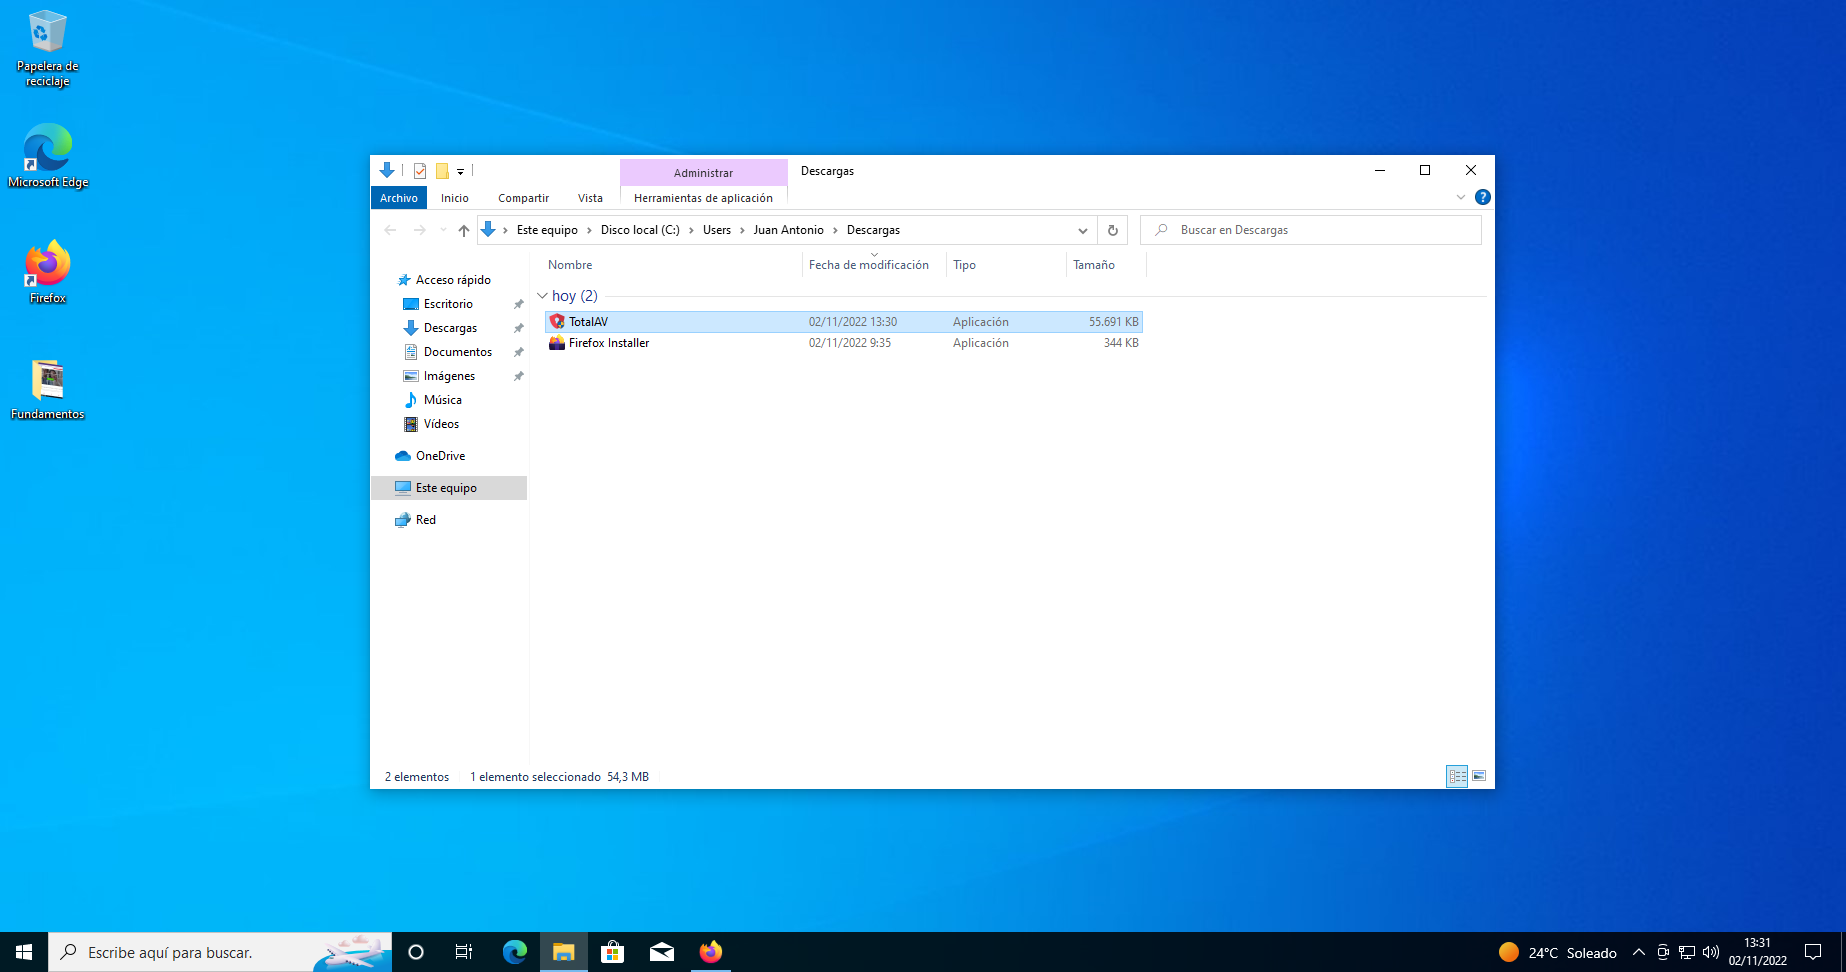 Papelera de
reciclaje
Microsoft Edge
Firefox
Fundamentos
Administrar
Descargas
Archivo
Inicio
Compartir
Vista
Herramientas de aplicación
Este equipo
Disco local (C:)
Users
Juan Antonio
Descargas
Buscar en Descargas
Nombre
Fecha de modificación
Tipo
Tamaño
Acceso rápido
Escritorio
Descargas
Documentos
Imágenes
Música
Vídeos
OneDrive
Este equipo
Red
hoy (2)
TotalAV 02/11/2022 13:30 Aplicación 55.691 KB
Firefox Installer 02/11/2022 9:35 Aplicación 344 KB
2 elementos
1 elemento seleccionado 54,3 MB
Escribe aquí para buscar.
24°C Soleado
13:31
02/11/2022